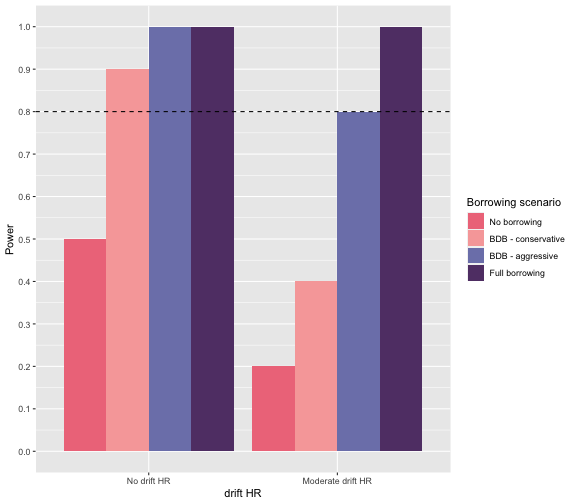 1.0
0.9
0.8
0.7
0.6
0.5
0.4
0.3
0.2
0.1
0.0
Power
No drift HR
Moderate drift HR
drift HR
Borrowing scenario
No borrowing
BDB - conservative
BDB - aggressive
Full borrowing